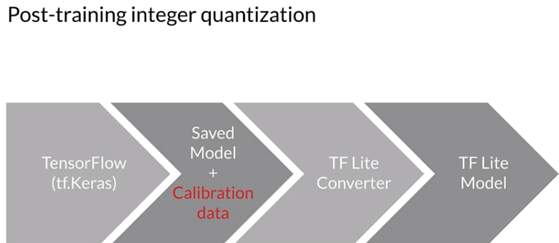 Post-training integer quantization
TensorFlow
(tf.Keras)
Saved
Model
+
Calibration
data
TF Lite
Converter
TF Lite
Model